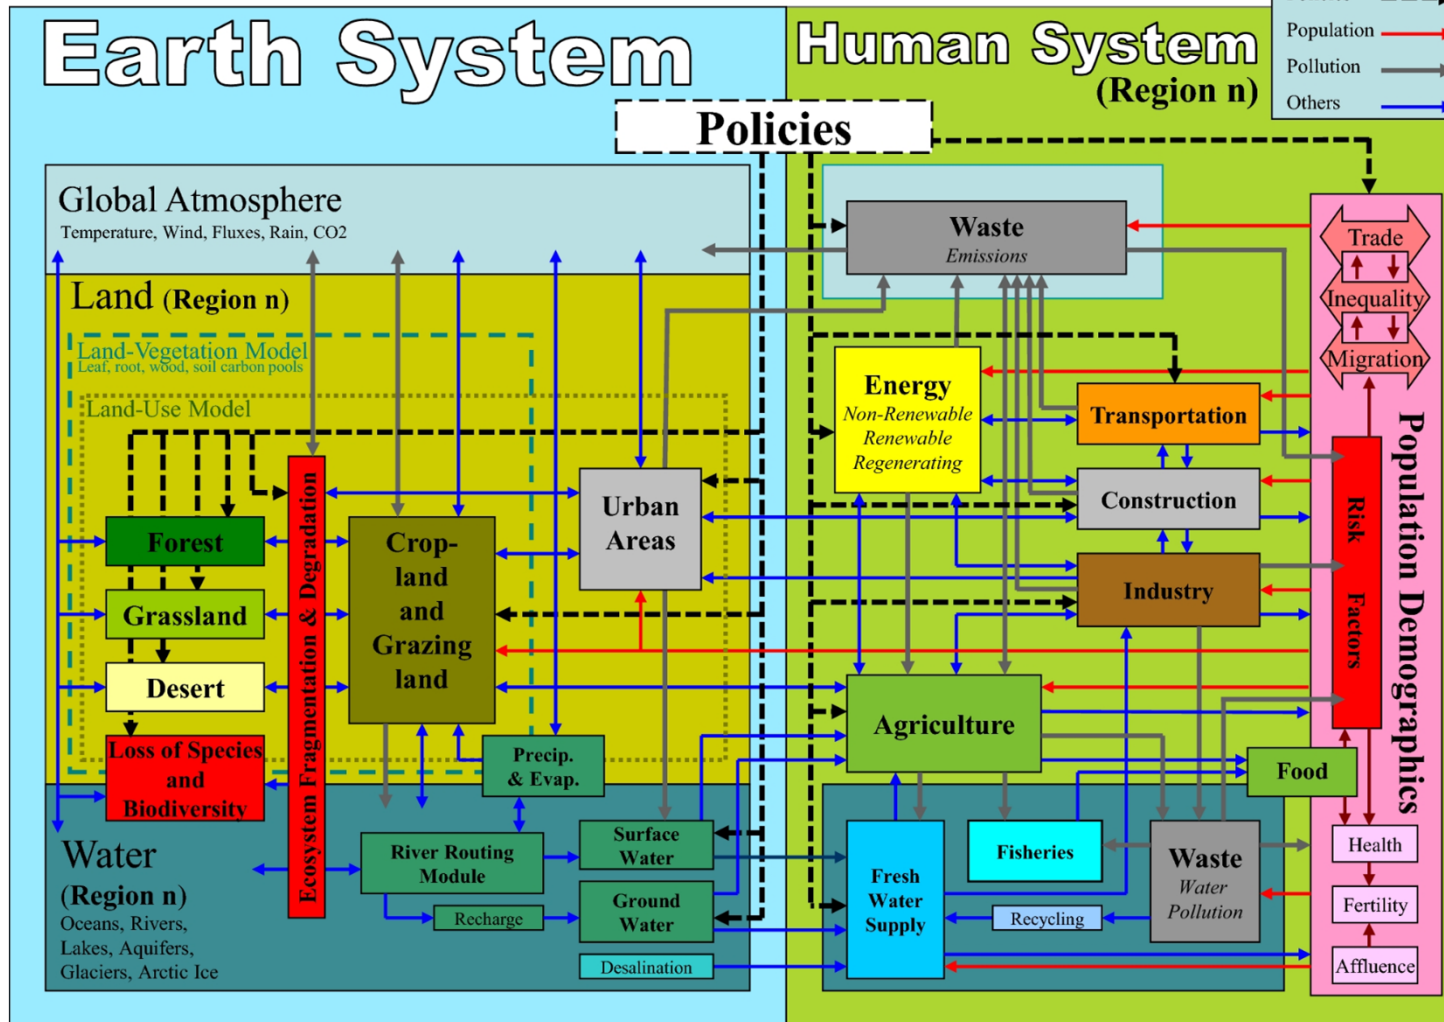 Earth System
Human System
(Region n)
Population
Pollution
Others
Policies
Global Atmosphere
Temperature, Wind, Fluxes, Rain, CO2
Land (Region n)
Land-Vegetation Model
Leaf, root, wood, soil carbon pools
Land-Use Model
Forest
Grassland
Desert
Loss of Species
and
Biodiversity
Ecosystem Fragmentation & Degradation
Crop-
land
and
Grazing
land
Urban
Areas
Precip.
& Evap.
Water
(Region n)
Oceans, Rivers,
Lakes, Aquifers,
Glaciers, Arctic Ice
River Routing
Module
Recharge
Surface
Water
Ground
Water
Desalination
Waste
Emissions
Energy
Non-Renewable
Renewable
Regenerating
Transportation
Construction
Industry
Agriculture
Food
Fresh
Water
Supply
Fisheries
Recycling
Waste
Water
Pollution
Trade
Inequality
Migration
Population Demographics
Risk Factors
Health
Fertility
Affluence